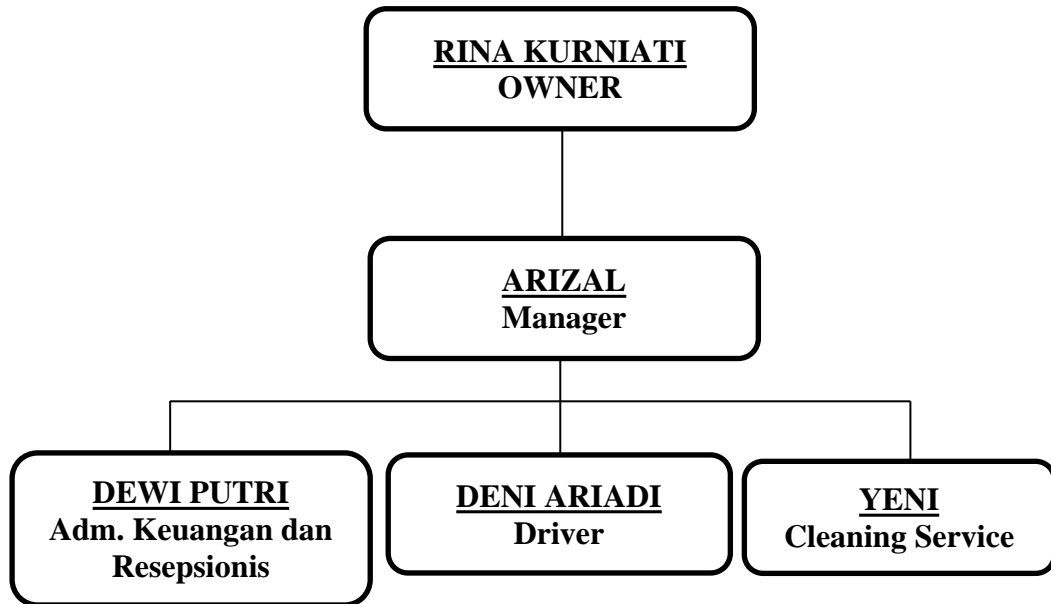 RINA KURNIATI
OWNER
ARIZAL
Manager
DEWI PUTRI
Adm. Keuangan dan
Resepsionis
DENI ARIADI
Driver
YENI
Cleaning Service